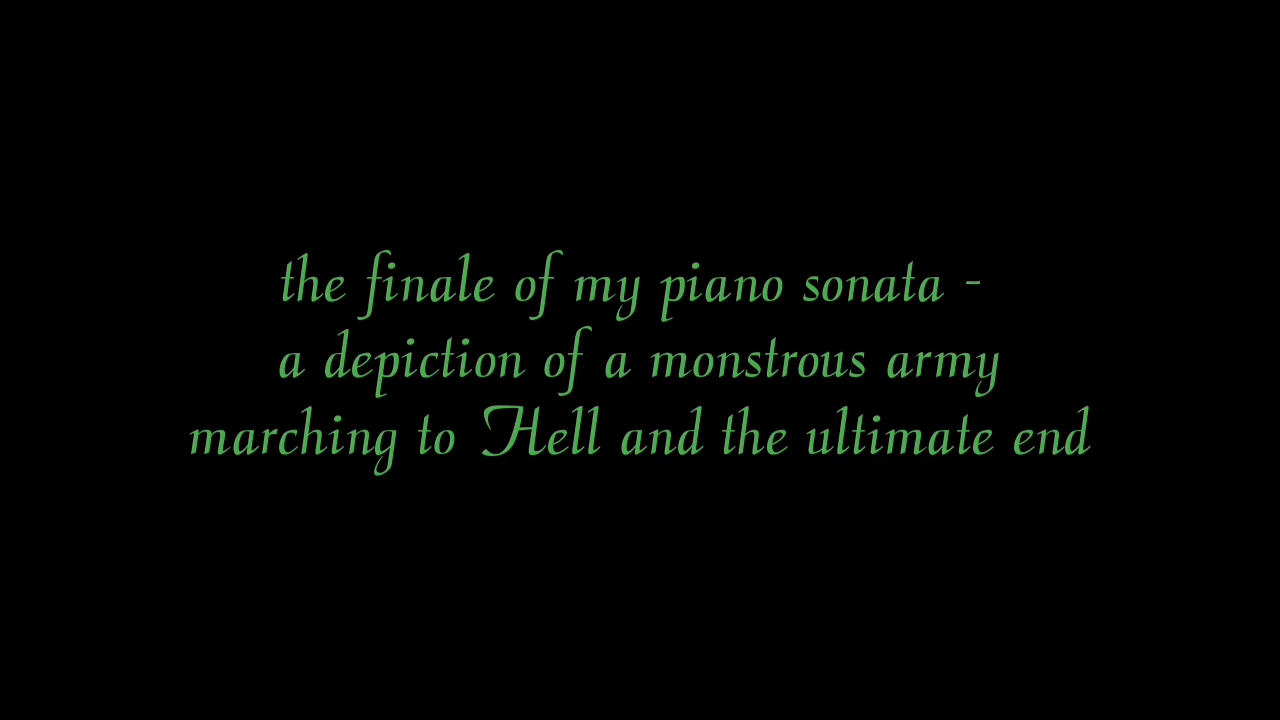 the finale of my piano sonata -
a depiction of a monstrous army
marching to Hell and the ultimate end